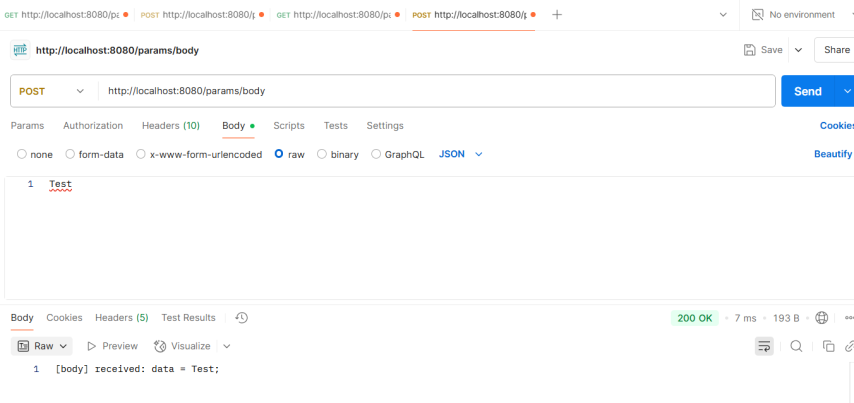 GET http://localhost:8080/pa
POST http://localhost:8080/p
GET http://localhost:8080/pa
POST http://localhost:8080/p
No environment
HTTP http://localhost:8080/params/body
Save
Share
POST http://localhost:8080/params/body
Send
Params Authorization Headers (10) Body Scripts Tests Settings Cookies
none form-data x-www-form-urlencoded raw binary GraphQL JSON Beautify
1 Test
Body Cookies Headers (5) Test Results 200 OK • 7 ms • 193 B
Raw Preview Visualize
1 [body] received: data = Test;